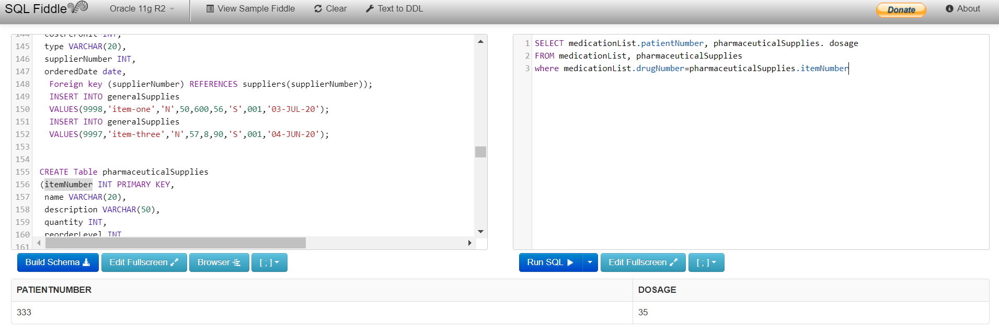 SQL Fiddle
Oracle 11g R2
View Sample Fiddle
Clear
Text to DDL
Donate
About
144 costPerUnit INT,
145 type VARCHAR(20),
146 supplierNumber INT,
147 orderedDate date,
148 Foreign key (supplierNumber) REFERENCES suppliers(supplierNumber));
149 INSERT INTO generalSupplies
150 VALUES(9998,'item-one','N',50,600,56,'S',001,'03-JUL-20');
151 INSERT INTO generalSupplies
152 VALUES(9997,'item-three','N',57,8,90,'S',001,'04-JUN-20');
153
154
155 CREATE Table pharmaceuticalSupplies
156 (itemNumber INT PRIMARY KEY,
157 name VARCHAR(20),
158 description VARCHAR(50),
159 quantity INT,
160 reorderLevel INT
161
1 SELECT medicationList.patientNumber, pharmaceuticalSupplies. dosage
2 FROM medicationList, pharmaceuticalSupplies
3 where medicationList.drugNumber=pharmaceuticalSupplies.itemNumber
Build Schema
Edit Fullscreen
Browser
[ ; ]
Run SQL
Edit Fullscreen
[ ; ]
PATIENTNUMBER DOSAGE
333 35